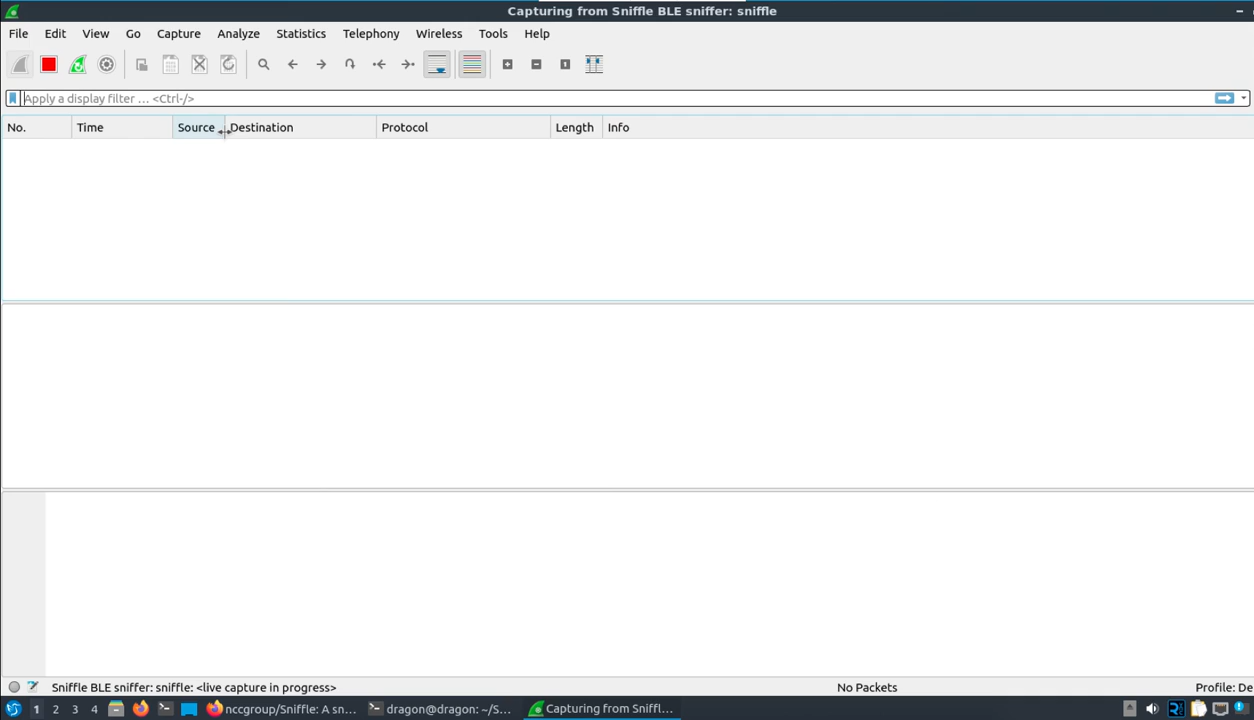 Capturing from Sniffle BLE sniffer: sniffle
File Edit View Go Capture Analyze Statistics Telephony Wireless Tools Help
Apply a display filter ... <Ctrl-/>
No. Time Source Destination Protocol Length Info
Sniffle BLE sniffer: sniffle: <live capture in progress> No Packets Profile: De
1 2 3 4 nccgroup/Sniffle: A sn... dragon@dragon: ~/S... Capturing from Sniffl...